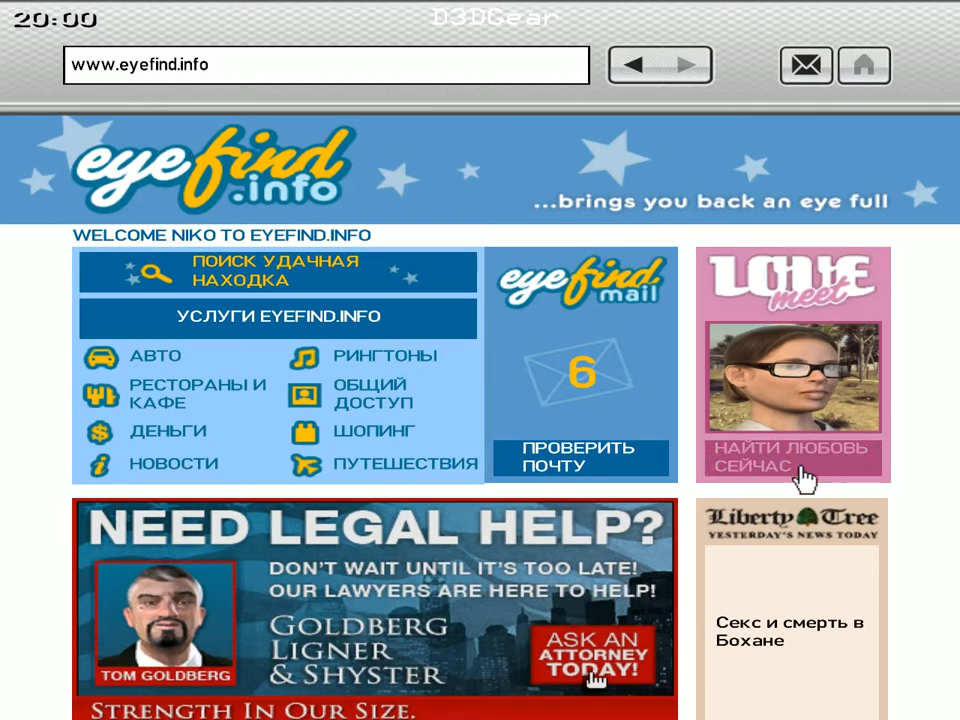 20:00
D3DGear
www.eyefind.info
eyefind
.info
...brings you back an eye full
WELCOME NIKO TO EYEFIND.INFO
ПОИСК УДАЧНАЯ
НАХОДКА
УСЛУГИ EYEFIND.INFO
АВТО
РИНГТОНЫ
РЕСТОРАНЫ И
КАФЕ
ОБЩИЙ
ДОСТУП
ДЕНЬГИ
ШОПИНГ
НОВОСТИ
ПУТЕШЕСТВИЯ
eyefind
mail
6
ПРОВЕРИТЬ
ПОЧТУ
LOVE
meet
НАЙТИ ЛЮБОВЬ
СЕЙЧАС
NEED LEGAL HELP?
DON'T WAIT UNTIL IT'S TOO LATE!
OUR LAWYERS ARE HERE TO HELP!
GOLDBERG
LIGNER
& SHYSTER
ASK AN
ATTORNEY
TODAY!
TOM GOLDBERG
STRENGTH IN OUR SIZE.
LIBERTY TREE
YESTERDAY'S NEWS TODAY
Секс и смерть в
Бохане